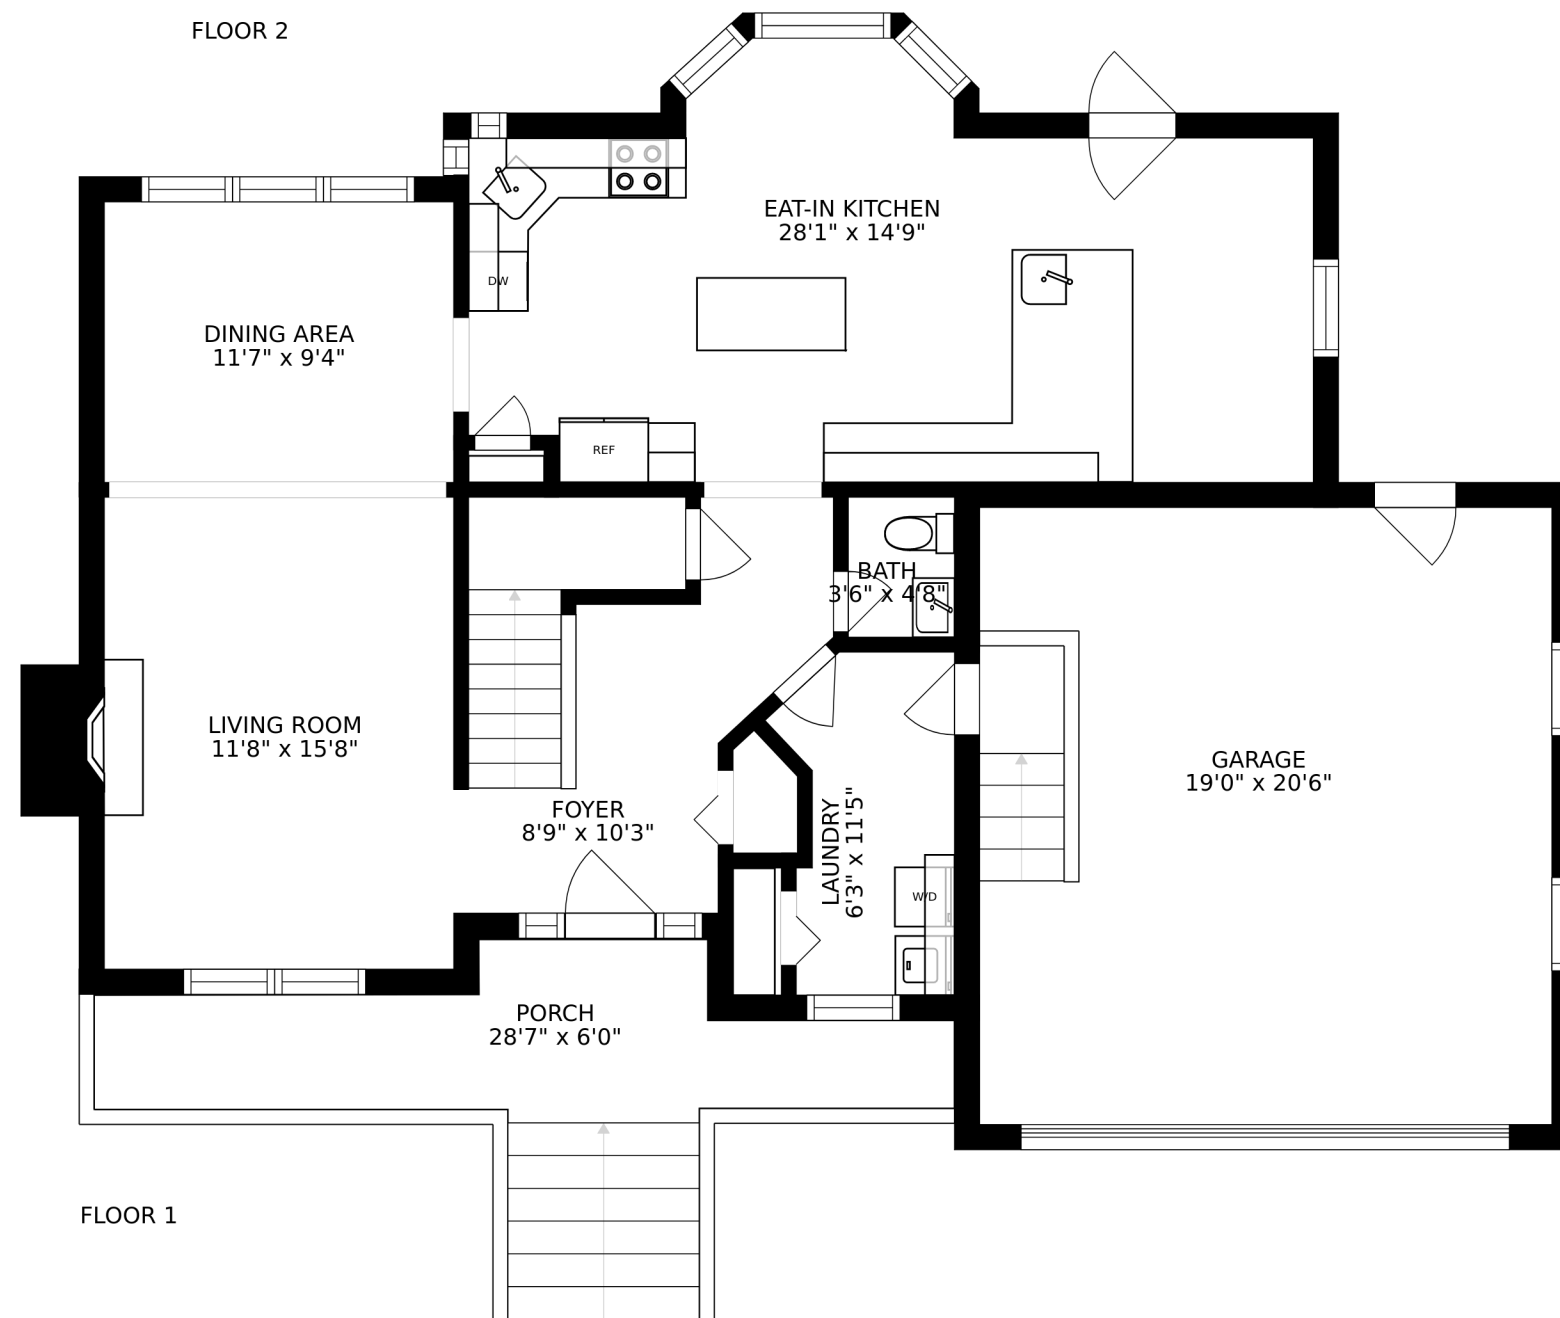 FLOOR 2
EAT-IN KITCHEN
28'1" x 14'9"
DW
DINING AREA
11'7" x 9'4"
REF
BATH
3'6" x 4'8"
LIVING ROOM
11'8" x 15'8"
GARAGE
19'0" x 20'6"
FOYER
8'9" x 10'3"
LAUNDRY
6'3" x 11'5"
W/D
PORCH
28'7" x 6'0"
FLOOR 1